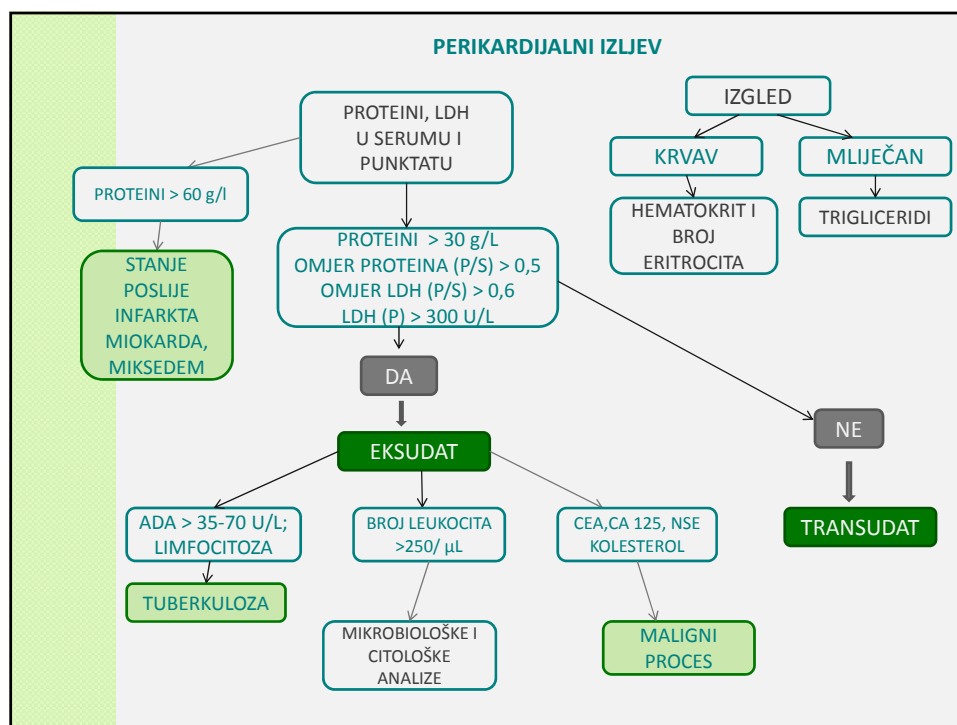 PERIKARDIJALNI IZLJEV
PROTEINI, LDH
U SERUMU I
PUNKTATU
IZGLED
KRVAV
MLIJEČAN
PROTEINI > 60 g/l
HEMATOKRIT I
BROJ
ERITROCITA
TRIGLICERIDI
PROTEINI > 30 g/L
OMJER PROTEINA (P/S) > 0,5
OMJER LDH (P/S) > 0,6
LDH (P) > 300 U/L
STANJE
POSLIJE
INFARKTA
MIOKARDA,
MIKSEDEM
DA
NE
EKSUDAT
TRANSUDAT
ADA > 35-70 U/L;
LIMFOCITOZA
BROJ LEUKOCITA
>250/ µL
CEA,CA 125, NSE
KOLESTEROL
TUBERKULOZA
MIKROBIOLOŠKE I
CITOLOŠKE
ANALIZE
MALIGNI
PROCES